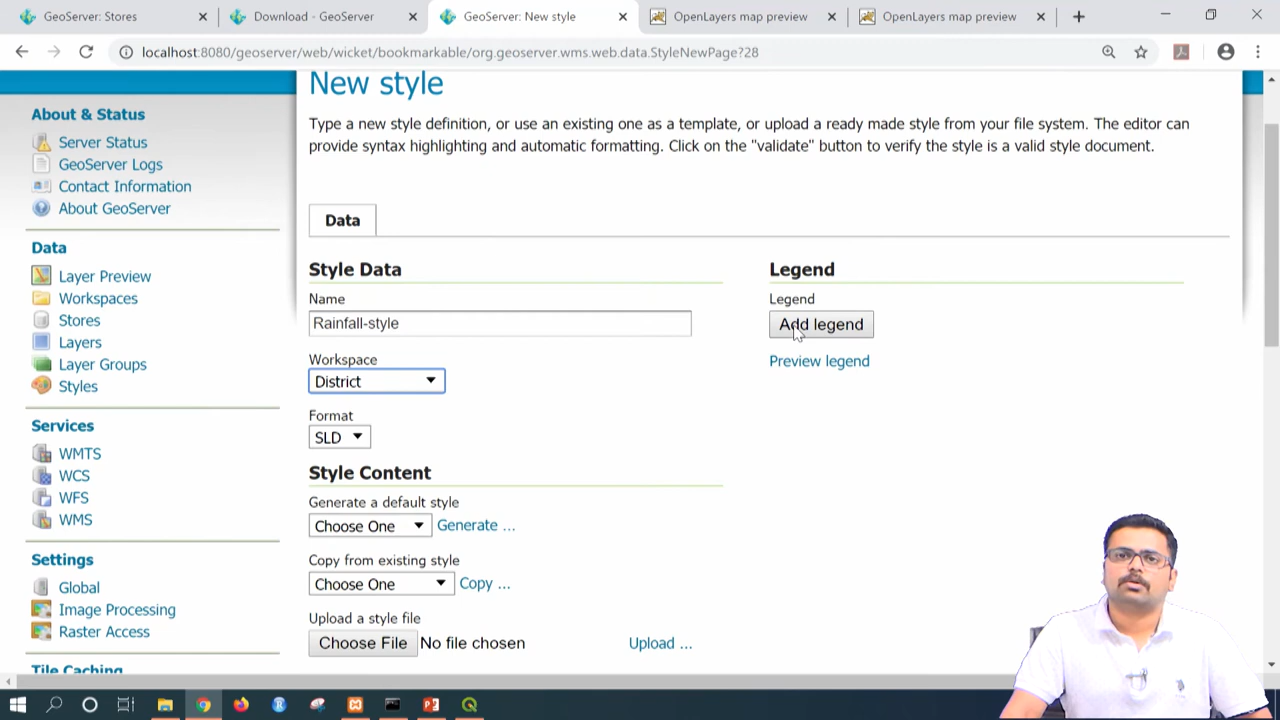 GeoServer: Stores
Download - GeoServer
GeoServer: New style
OpenLayers map preview
OpenLayers map preview
localhost:8080/geoserver/web/wicket/bookmarkable/org.geoserver.wms.web.data.StyleNewPage?28
About & Status
Server Status
GeoServer Logs
Contact Information
About GeoServer
Data
Layer Preview
Workspaces
Stores
Layers
Layer Groups
Styles
Services
WMTS
WCS
WFS
WMS
Settings
Global
Image Processing
Raster Access
Tile Caching
New style
Type a new style definition, or use an existing one as a template, or upload a ready made style from your file system. The editor can
provide syntax highlighting and automatic formatting. Click on the "validate" button to verify the style is a valid style document.
Data
Style Data
Name
Rainfall-style
Workspace
District
Format
SLD
Style Content
Generate a default style
Choose One
Generate ...
Copy from existing style
Choose One
Copy ...
Upload a style file
Choose File No file chosen
Upload ...
Legend
Legend
Add legend
Preview legend